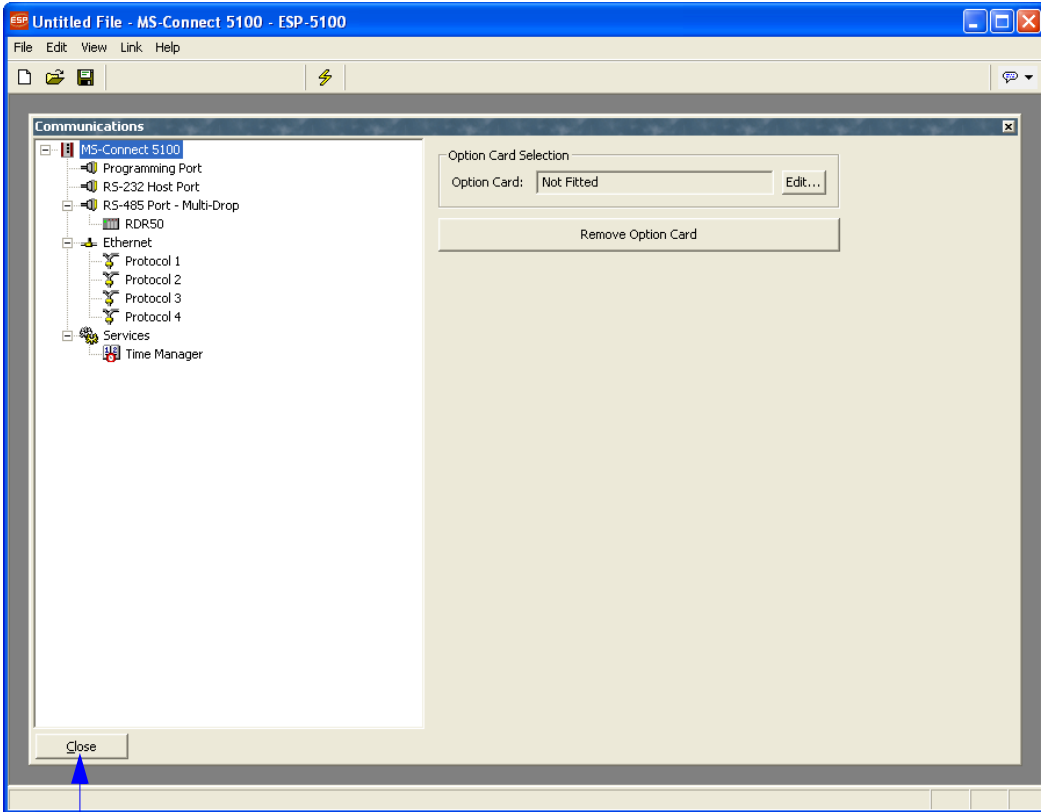 ESP Untitled File - MS-Connect 5100 - ESP-5100
File Edit View Link Help
Communications
MS-Connect 5100
Programming Port
RS-232 Host Port
RS-485 Port - Multi-Drop
RDR50
Ethernet
Protocol 1
Protocol 2
Protocol 3
Protocol 4
Services
Time Manager
Option Card Selection
Option Card: Not Fitted Edit...
Remove Option Card
Close